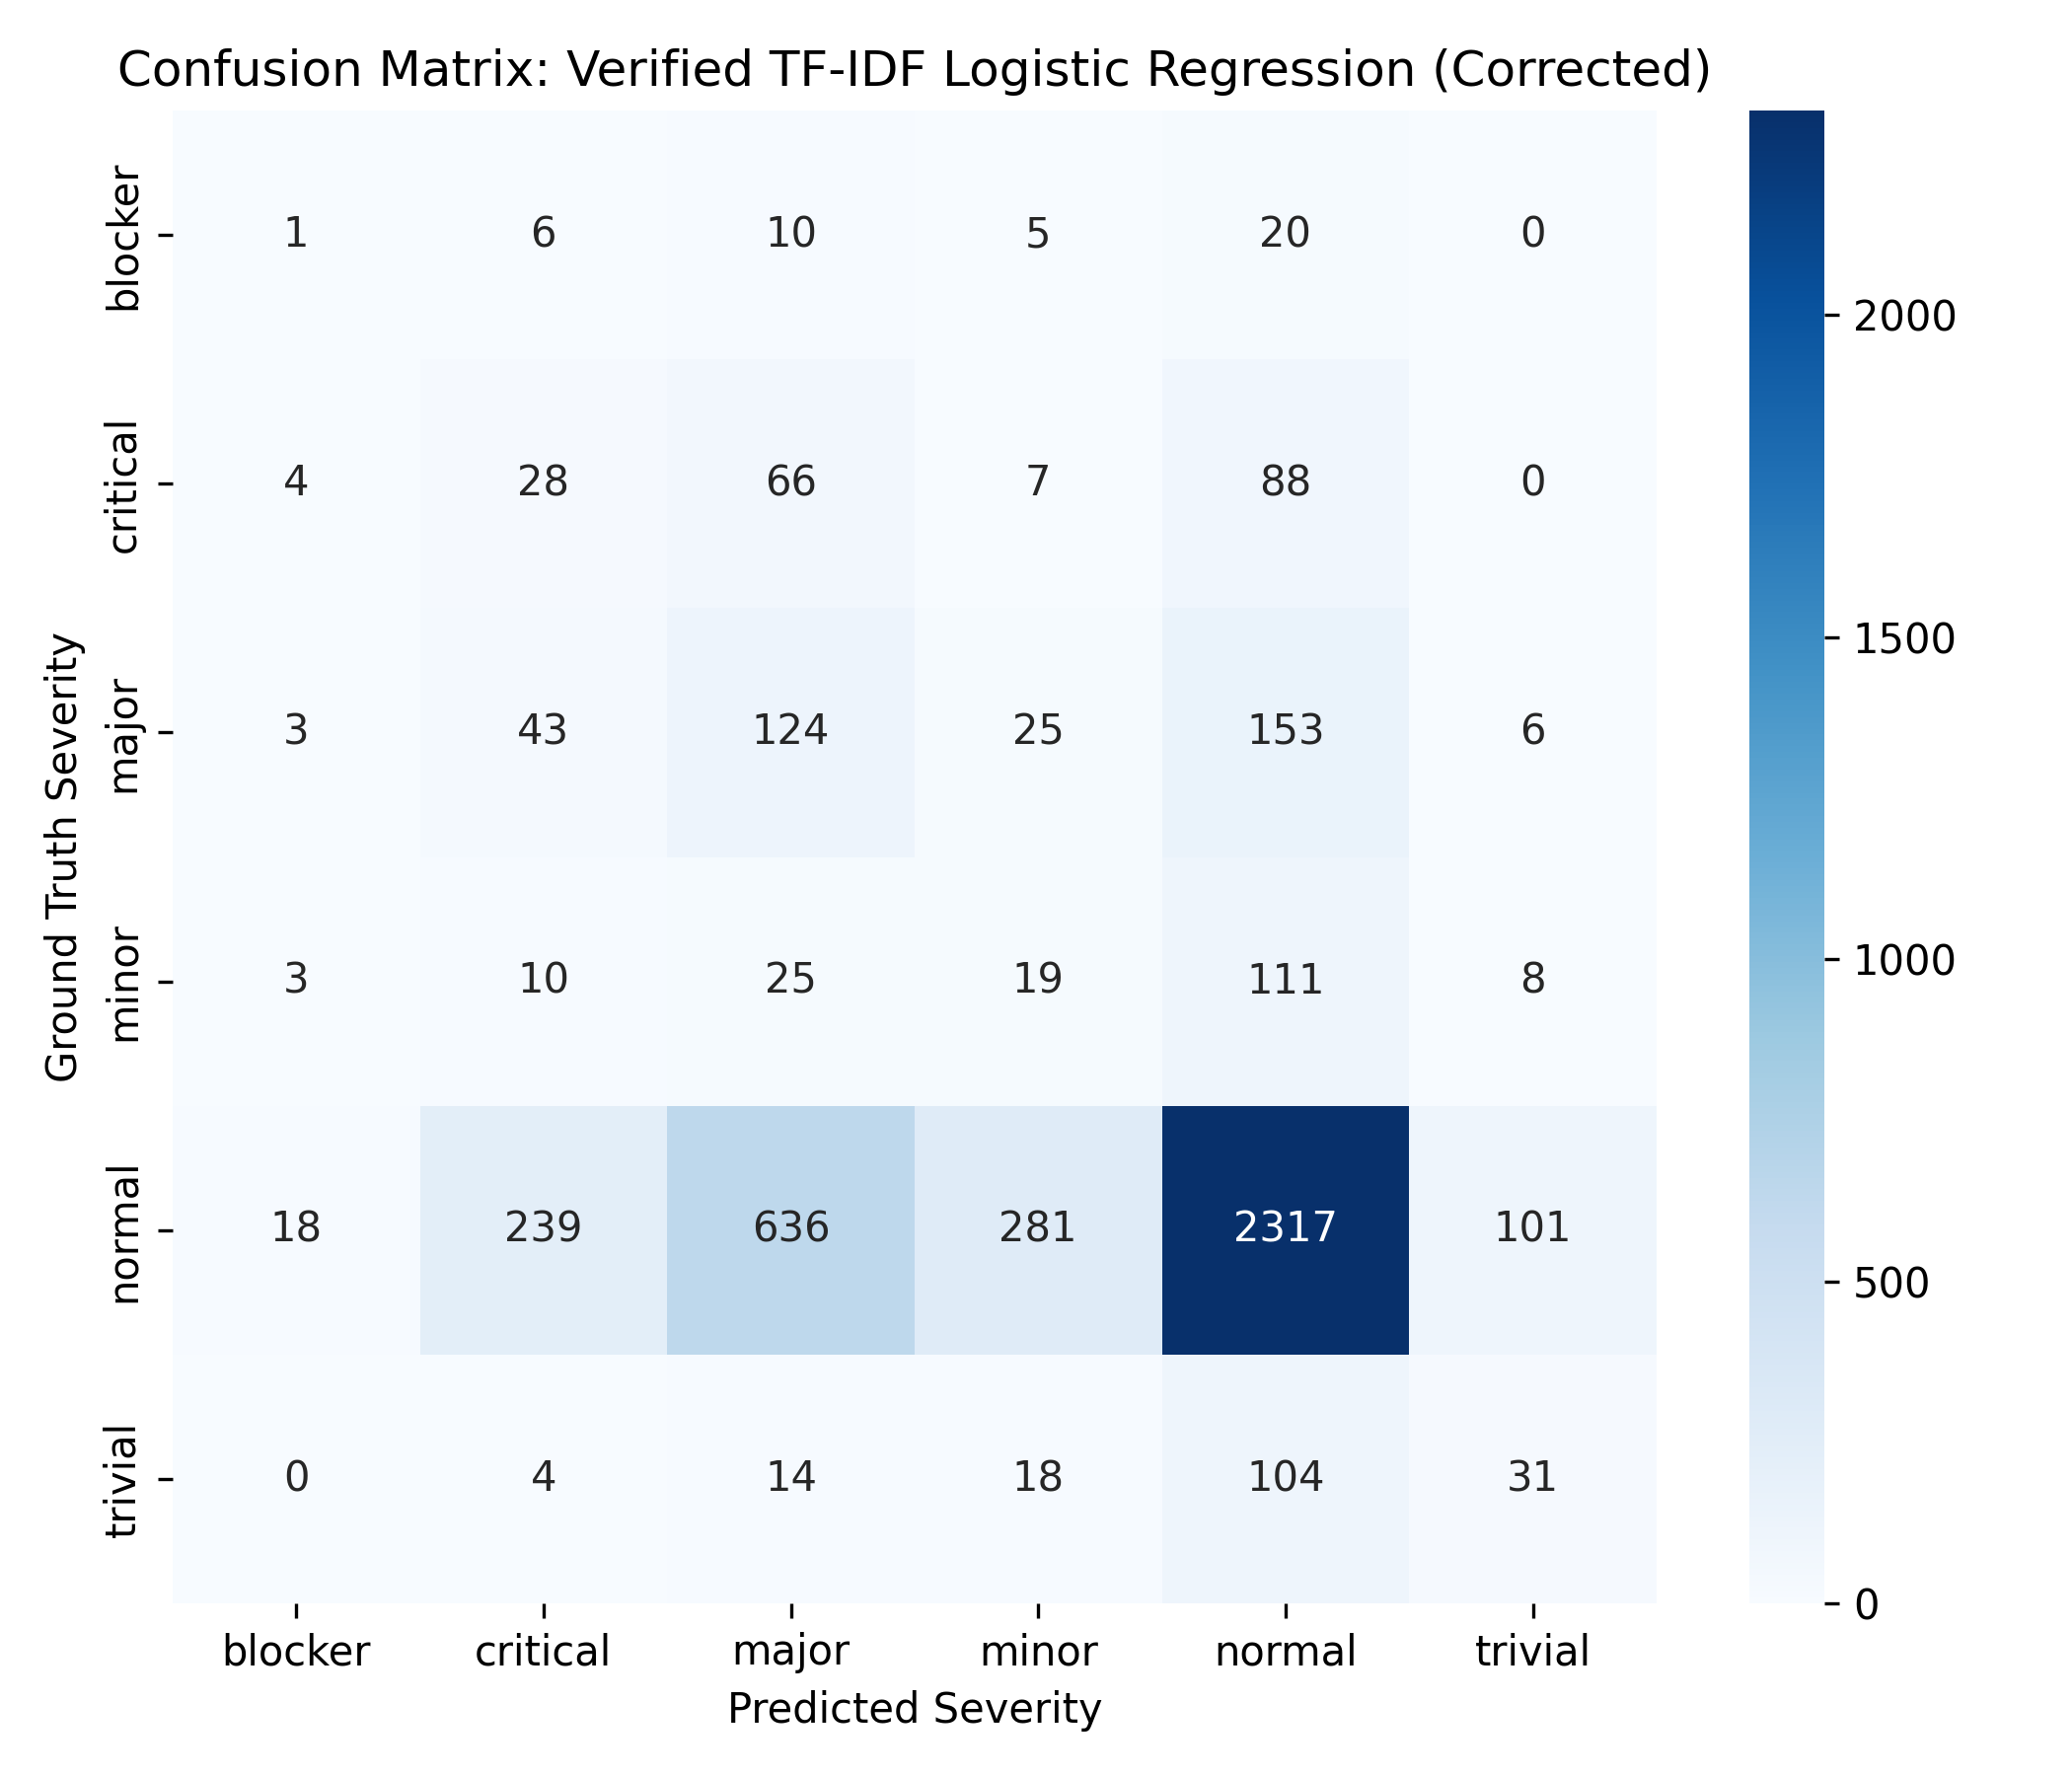 Confusion Matrix: Verified TF-IDF Logistic Regression (Corrected)
Ground Truth Severity
blocker 1 6 10 5 20 0
critical 4 28 66 7 88 0
major 3 43 124 25 153 6
minor 3 10 25 19 111 8
normal 18 239 636 281 2317 101
trivial 0 4 14 18 104 31
blocker critical major minor normal trivial
Predicted Severity
2000
1500
1000
500
0